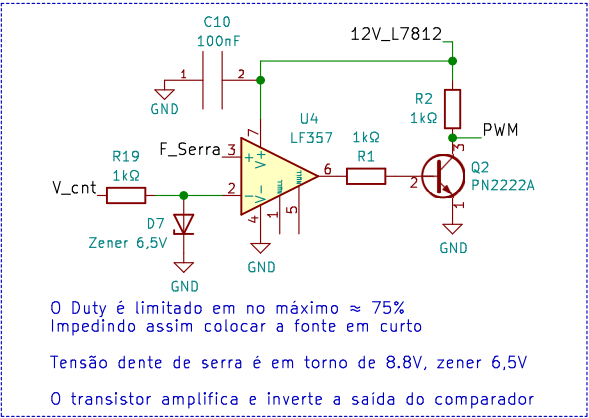 C10
100nF
12V_L7812
1
2
GND
R2
1kΩ
U4
LF357
PWM
7
3
R19
1kΩ
F_Serra
3
V+
1kΩ
R1
6
Q2
PN2222A
V_cnt
2
V-
2
D7
Zener 6,5V
4
1
5
1
GND
GND
GND
O Duty é limitado em no máximo ≈ 75%
Impedindo assim colocar a fonte em curto
Tensão dente de serra é em torno de 8.8V, zener 6,5V
O transistor amplifica e inverte a saída do comparador